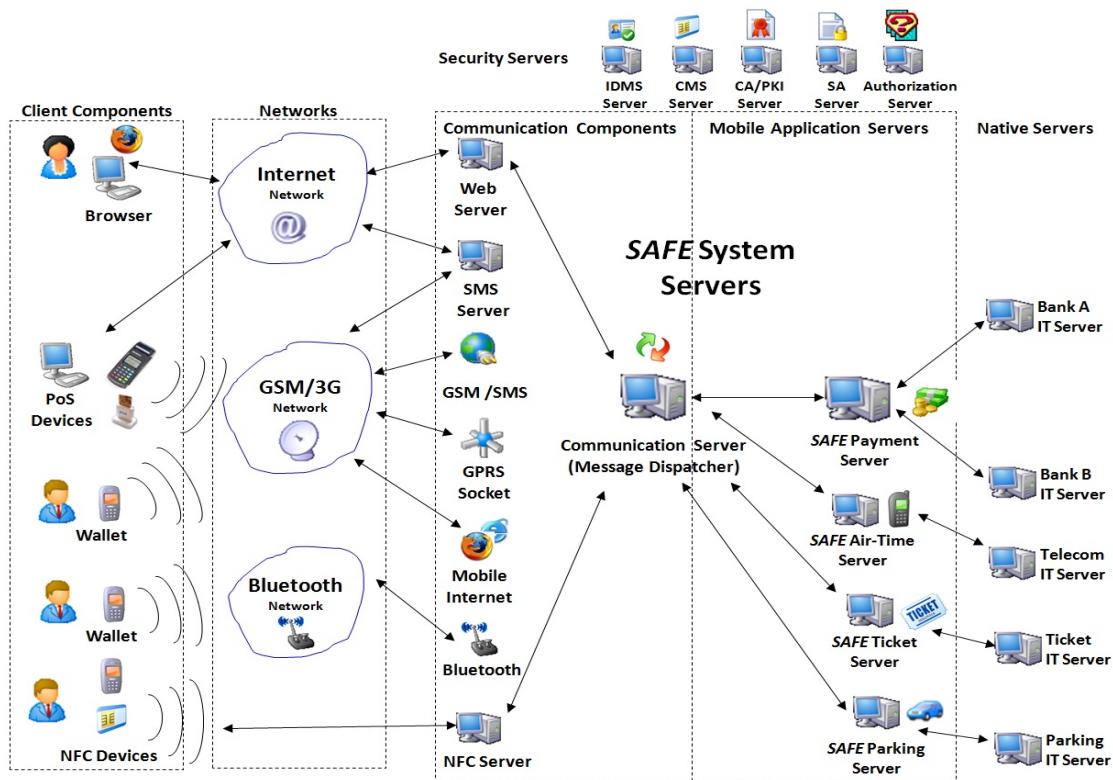 Security Servers
IDMS
Server
CMS
Server
CA/PKI
Server
SA
Server
Authorization
Server
Client Components
Networks
Communication Components
Mobile Application Servers
Native Servers
Browser
Internet
Network
@
Web
Server
SMS
Server
SAFE System
Servers
PoS
Devices
GSM/3G
Network
GSM /SMS
GPRS
Socket
Communication Server
(Message Dispatcher)
SAFE Payment
Server
Bank A
IT Server
Bank B
IT Server
Wallet
Mobile
Internet
SAFE Air-Time
Server
Telecom
IT Server
Wallet
Bluetooth
Network
Bluetooth
TICKET
SAFE Ticket
Server
Ticket
IT Server
NFC Devices
NFC Server
SAFE Parking
Server
Parking
IT Server